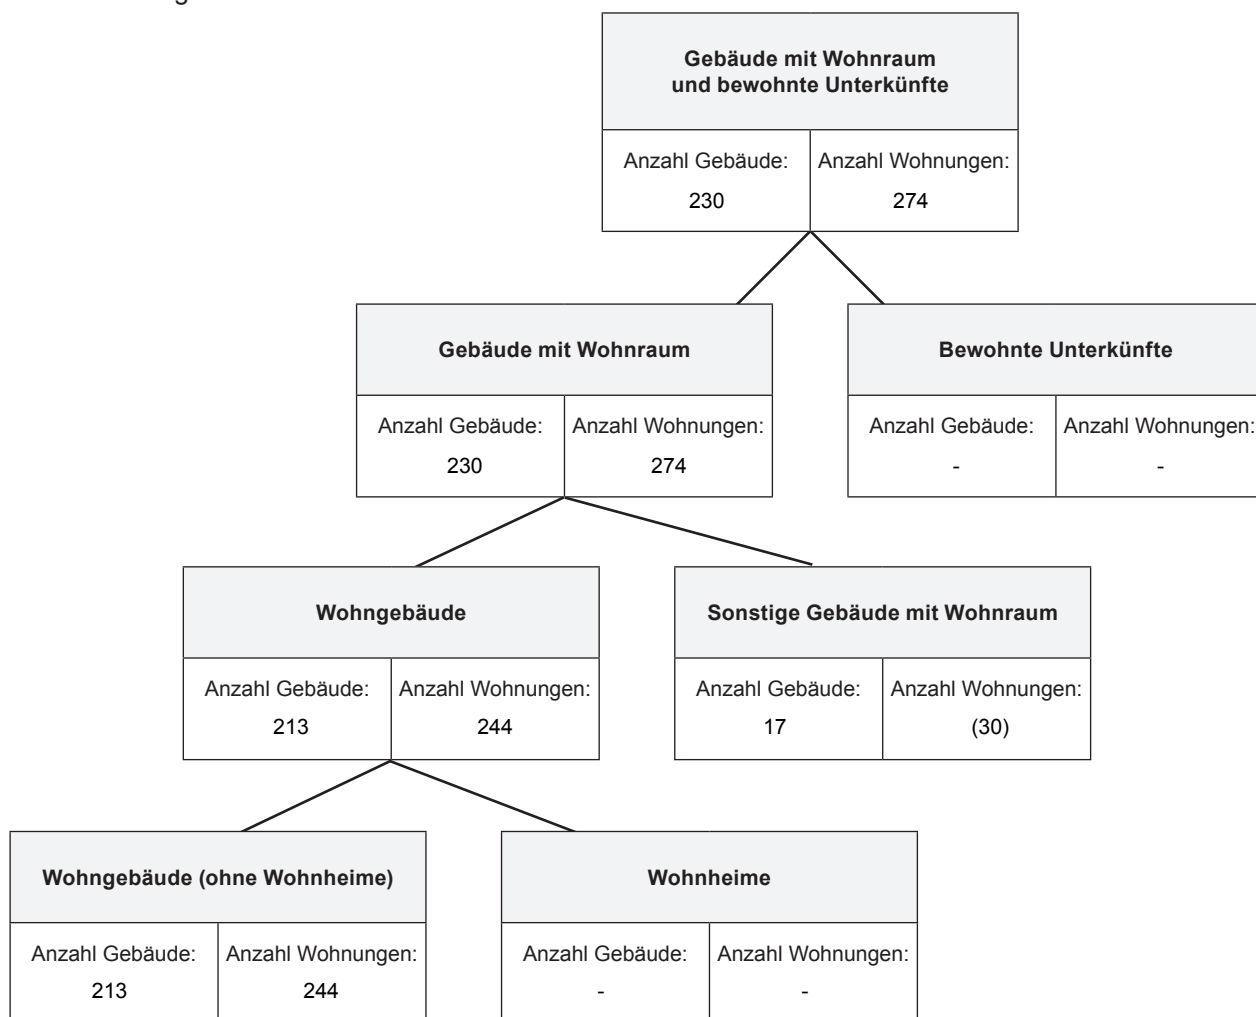 Gebäude mit Wohnraum
und bewohnte Unterkünfte
Anzahl Gebäude: Anzahl Wohnungen:
230 274
Gebäude mit Wohnraum
Bewohnte Unterkünfte
Anzahl Gebäude: Anzahl Wohnungen:
230 274
Anzahl Gebäude: Anzahl Wohnungen:
- -
Wohngebäude
Sonstige Gebäude mit Wohnraum
Anzahl Gebäude: Anzahl Wohnungen:
213 244
Anzahl Gebäude: Anzahl Wohnungen:
17 (30)
Wohngebäude (ohne Wohnheime)
Wohnheime
Anzahl Gebäude: Anzahl Wohnungen:
213 244
Anzahl Gebäude: Anzahl Wohnungen:
- -